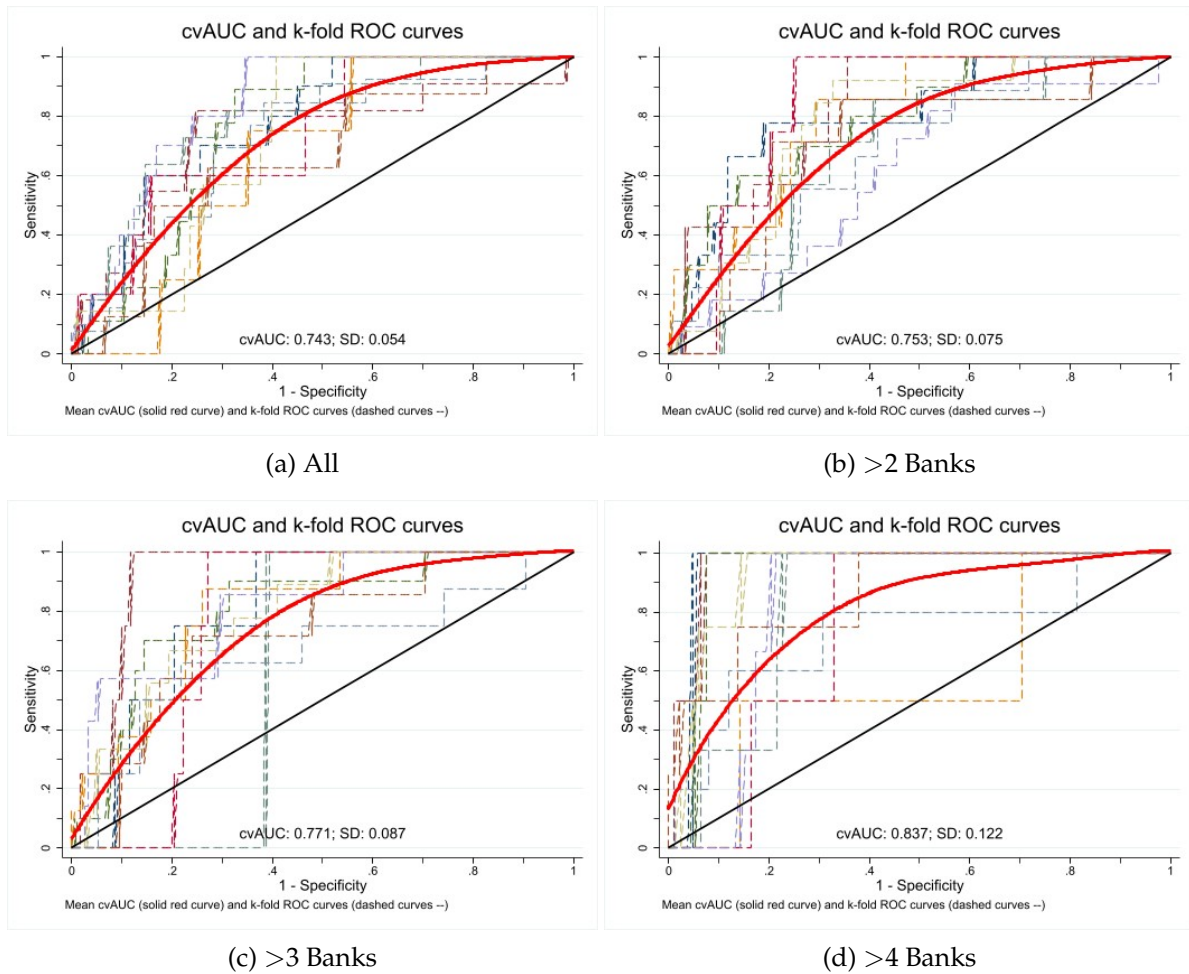 cvAUC and k-fold ROC curves
Sensitivity
0 .2 .4 .6 .8 1
cvAUC: 0.743; SD: 0.054
0 .2 .4 .6 .8 1
1 - Specificity
Mean cvAUC (solid red curve) and k-fold ROC curves (dashed curves --)
(a) All
cvAUC and k-fold ROC curves
Sensitivity
0 .2 .4 .6 .8 1
cvAUC: 0.753; SD: 0.075
0 .2 .4 .6 .8 1
1 - Specificity
Mean cvAUC (solid red curve) and k-fold ROC curves (dashed curves --)
(b) >2 Banks
cvAUC and k-fold ROC curves
Sensitivity
0 .2 .4 .6 .8 1
cvAUC: 0.771; SD: 0.087
0 .2 .4 .6 .8 1
1 - Specificity
Mean cvAUC (solid red curve) and k-fold ROC curves (dashed curves --)
(c) >3 Banks
cvAUC and k-fold ROC curves
Sensitivity
0 .2 .4 .6 .8 1
cvAUC: 0.837; SD: 0.122
0 .2 .4 .6 .8 1
1 - Specificity
Mean cvAUC (solid red curve) and k-fold ROC curves (dashed curves --)
(d) >4 Banks